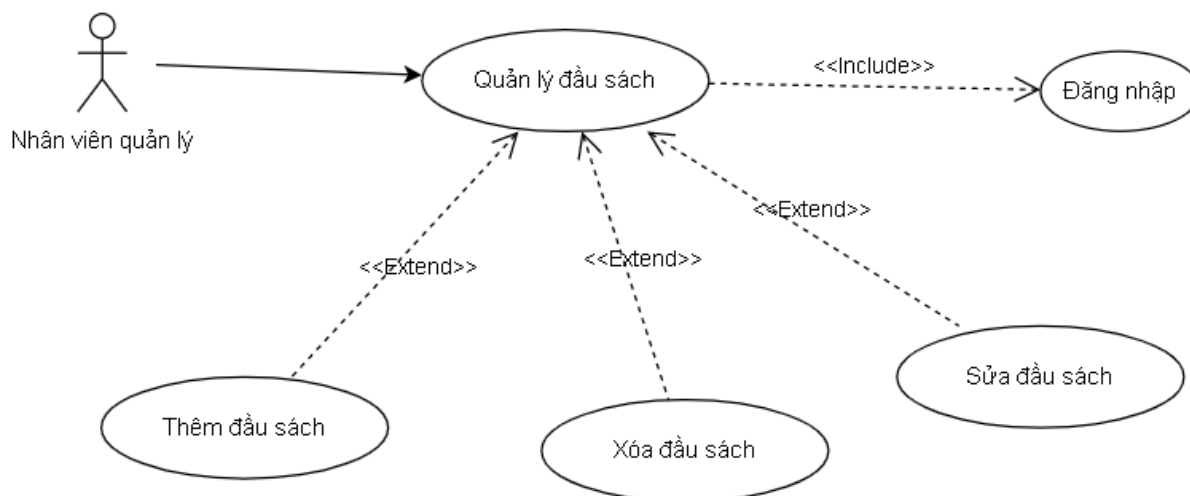 Quản lý đầu sách
<<Include>>
Đăng nhập
Nhân viên quản lý
<<Extend>>
<<Extend>>
<<Extend>>
Sửa đầu sách
Thêm đầu sách
Xóa đầu sách